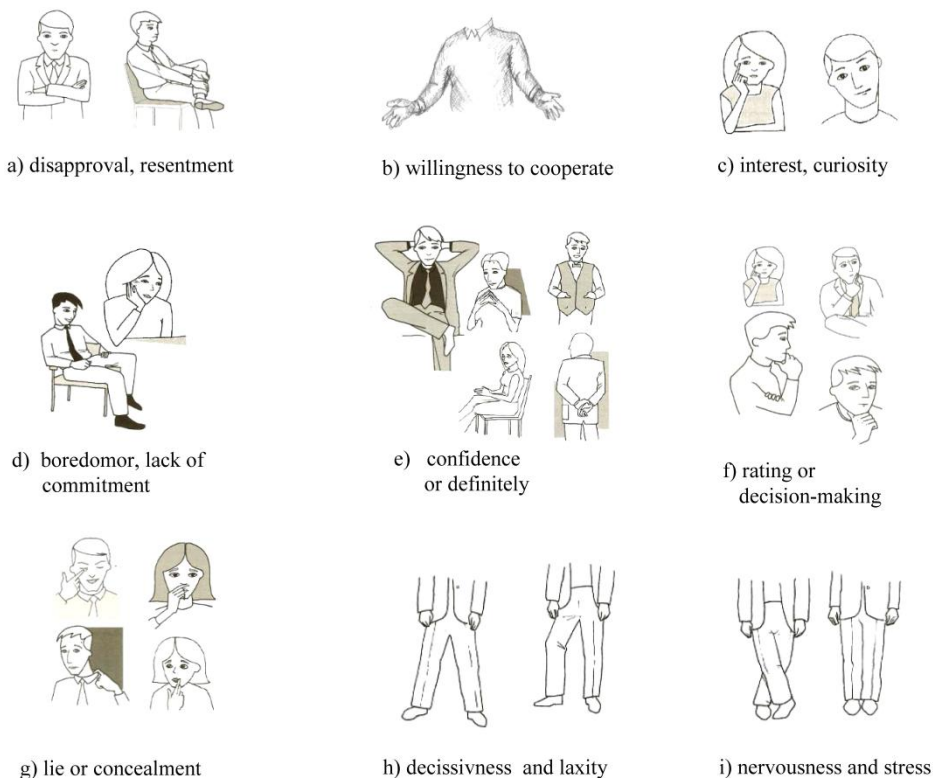 a) disapproval, resentment
b) willingness to cooperate
c) interest, curiosity
d) boredomor, lack of
commitment
e) confidence
or definitely
f) rating or
decision-making
g) lie or concealment
h) decissivness and laxity
i) nervousness and stress